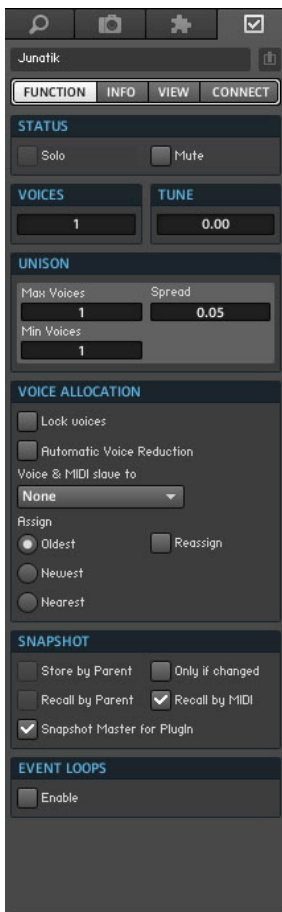 Junatik
FUNCTION INFO VIEW CONNECT
STATUS
Solo Mute
VOICES TUNE
1 0.00
UNISON
Max Voices Spread
1 0.05
Min Voices
1
VOICE ALLOCATION
Lock voices
Automatic Voice Reduction
Voice & MIDI slave to
None
Assign
Oldest Reassign
Newest
Nearest
SNAPSHOT
Store by Parent Only if changed
Recall by Parent Recall by MIDI
Snapshot Master for PlugIn
EVENT LOOPS
Enable